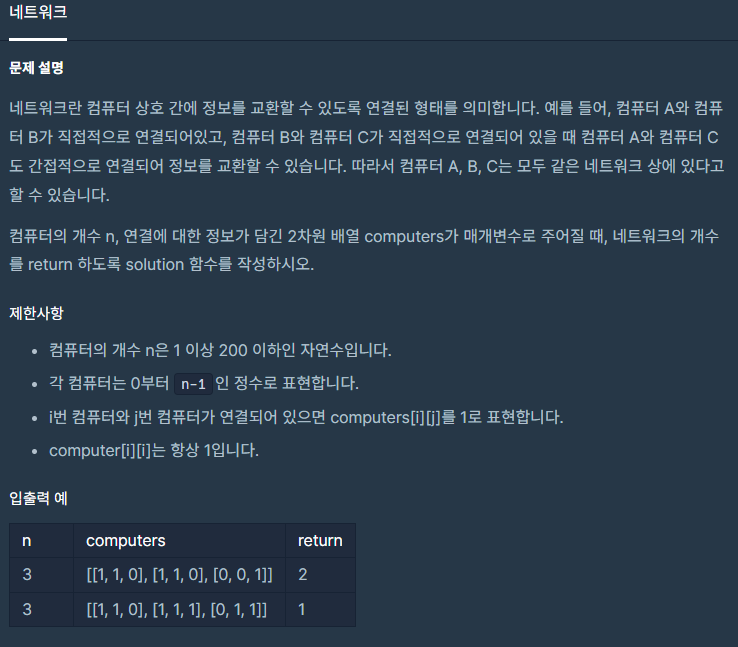 네트워크
문제 설명
네트워크란 컴퓨터 상호 간에 정보를 교환할 수 있도록 연결된 형태를 의미합니다. 예를 들어, 컴퓨터 A와 컴퓨
터 B가 직접적으로 연결되어있고, 컴퓨터 B와 컴퓨터 C가 직접적으로 연결되어 있을 때 컴퓨터 A와 컴퓨터 C
도 간접적으로 연결되어 정보를 교환할 수 있습니다. 따라서 컴퓨터 A, B, C는 모두 같은 네트워크 상에 있다고
할 수 있습니다.
컴퓨터의 개수 n, 연결에 대한 정보가 담긴 2차원 배열 computers가 매개변수로 주어질 때, 네트워크의 개수
를 return 하도록 solution 함수를 작성하시오.
제한사항
• 컴퓨터의 개수 n은 1 이상 200 이하인 자연수입니다.
• 각 컴퓨터는 0부터 n-1 인 정수로 표현합니다.
• i번 컴퓨터와 j번 컴퓨터가 연결되어 있으면 computers[i][j]를 1로 표현합니다.
• computer[i][i]는 항상 1입니다.
입출력 예
n computers return
3 [[1, 1, 0], [1, 1, 0], [0, 0, 1]] 2
3 [[1, 1, 0], [1, 1, 1], [0, 1, 1]] 1